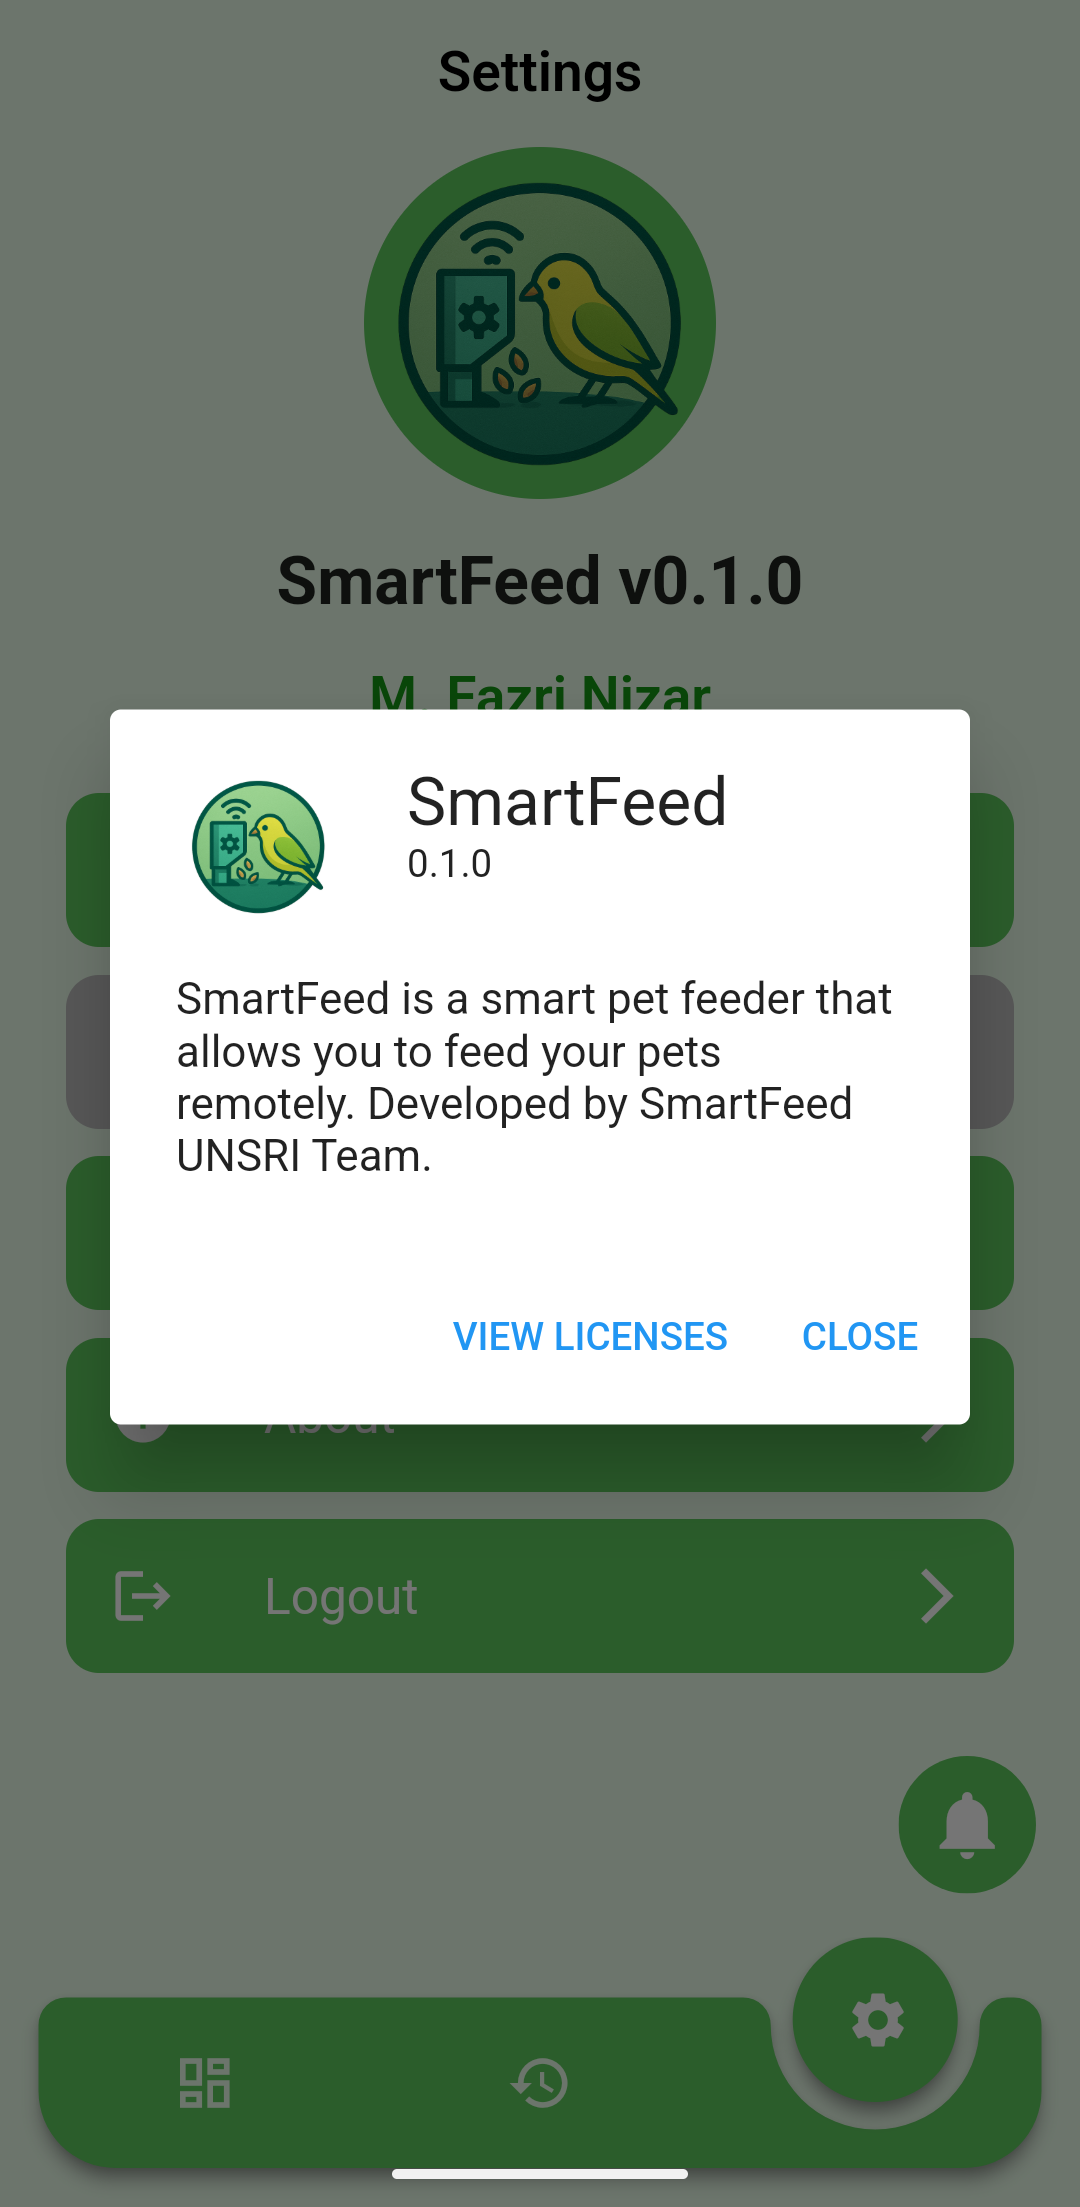 Settings
SmartFeed v0.1.0
M. Fazri Nizar
SmartFeed
0.1.0
SmartFeed is a smart pet feeder that
allows you to feed your pets
remotely. Developed by SmartFeed
UNSRI Team.
VIEW LICENSES
CLOSE
About
Logout